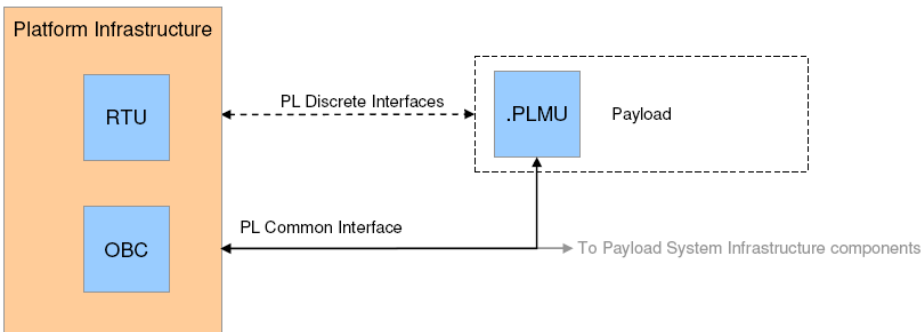 Platform Infrastructure
RTU
PL Discrete Interfaces
.PLMU
Payload
OBC
PL Common Interface
To Payload System Infrastructure components